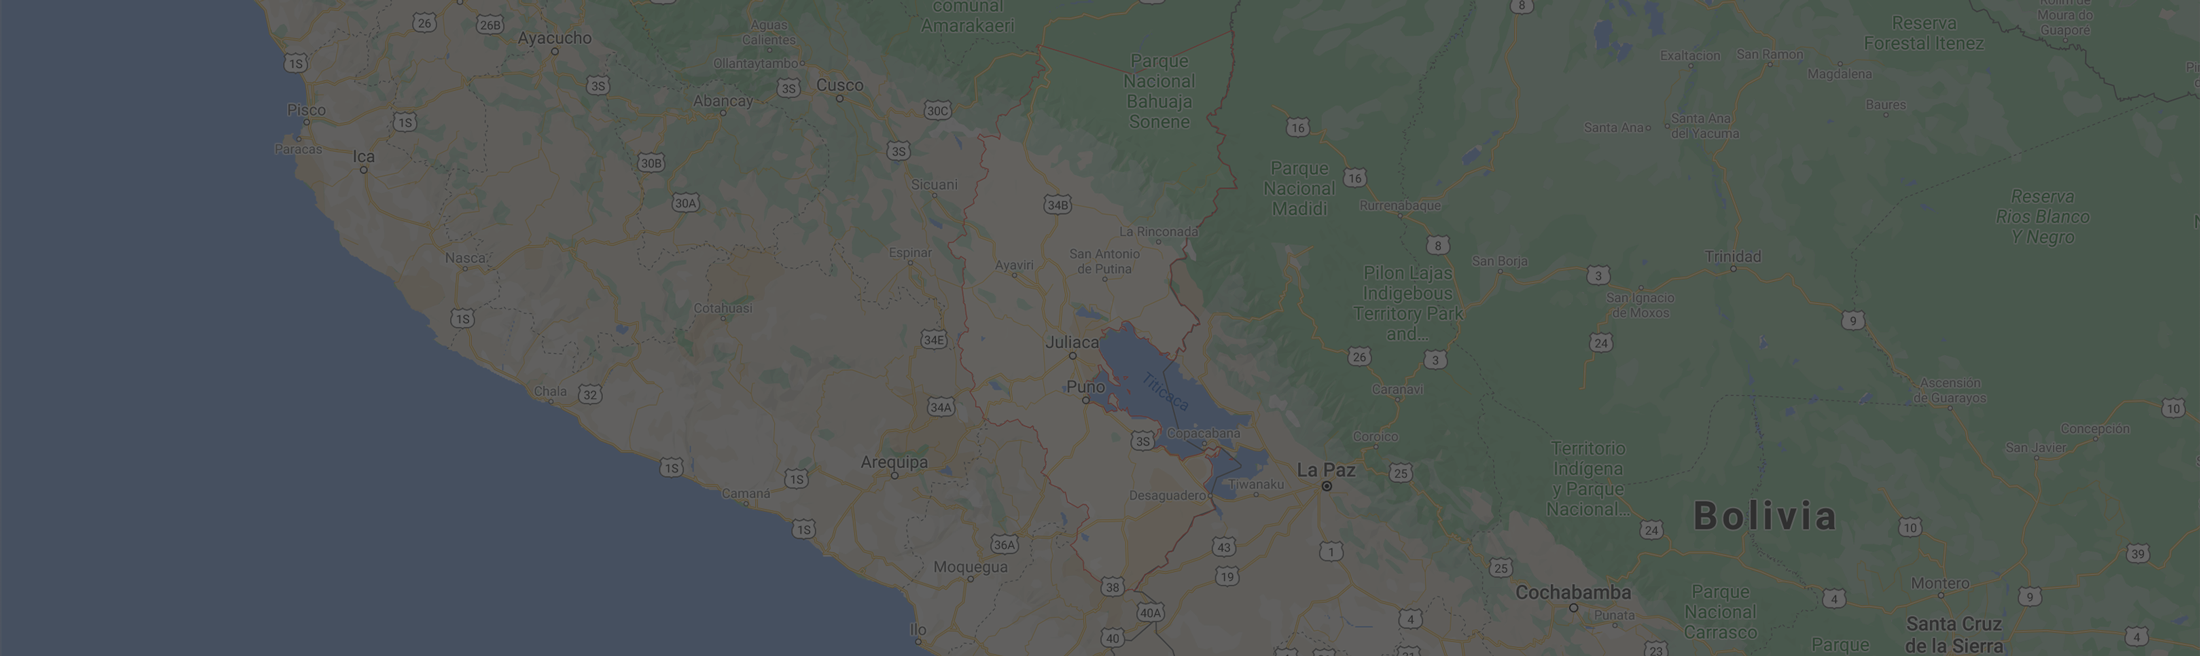 comunal
Amarakaeri
26
26B
Ayacucho
Aguas
Calientes
Ollantaytambo
8
Reserva
Forestal Itenez
Moura do
Guaporé
Exaltacion
San Ramon
Magdalena
1S
3S
3S
Cusco
Parque
Nacional
Bahuaja
Sonene
Abancay
30C
Baures
Pisco
1S
Paracas
Ica
3S
16
Santa Ana
Santa Ana
del Yacuma
30B
Sicuani
Parque
Nacional
Madidi
16
30A
34B
Rurrenabaque
Reserva
Rios Blanco
Y Negro
La Rinconada
8
Nasca
Espinar
Ayaviri
San Antonio
de Putina
San Borja
3
Trinidad
Pilon Lajas
Indigebous
Territory Park
and...
San Ignacio
de Moxos
Cotahuasi
1S
34E
Juliaca
9
24
26
3
Puno
Titicaca
Chala
32
34A
Caranavi
Ascensión
de Guarayos
10
3S
Copacabana
Coroico
Concepción
San Javier
Arequipa
1S
1S
Camaná
Desaguadero
Tiwanaku
La Paz
25
Territorio
Indígena
y Parque
Nacional...
Bolivia
1S
36A
43
1
24
10
39
Moquegua
38
19
25
Cochabamba
Punata
Parque
Nacional
Carrasco
4
Montero
9
40A
4
Ilo
40
23
Parque
Santa Cruz
de la Sierra
4